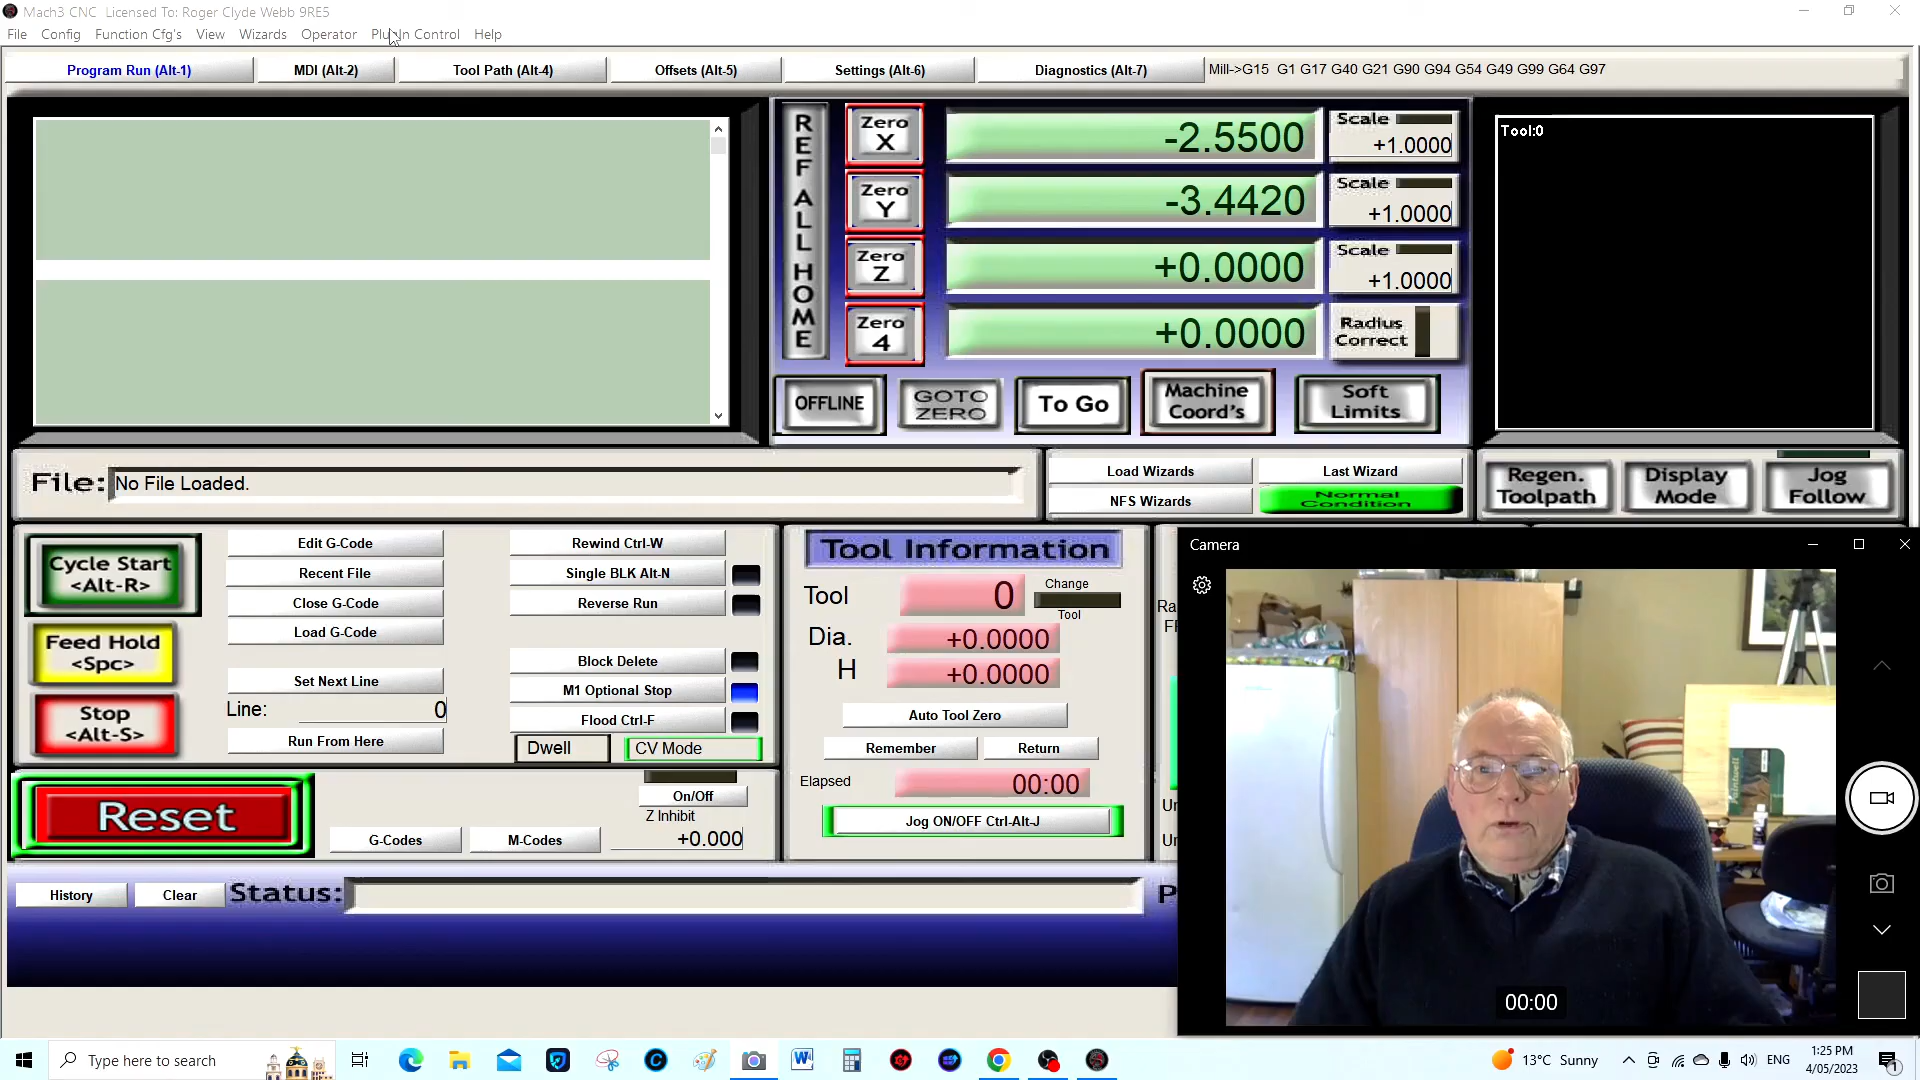 Mach3 CNC Licensed To: Roger Clyde Webb 9RE5
File Config Function Cfg's View Wizards Operator PlugIn Control Help
Program Run (Alt-1) MDI (Alt-2) Tool Path (Alt-4) Offsets (Alt-5) Settings (Alt-6) Diagnostics (Alt-7) Mill->G15 G1 G17 G40 G21 G90 G94 G54 G49 G99 G64 G97
REF ALL HOME
Zero X -2.5500 Scale +1.0000
Zero Y -3.4420 Scale +1.0000
Zero Z +0.0000 Scale +1.0000
Zero 4 +0.0000 Radius Correct
OFFLINE GOTO ZERO To Go Machine Coord's Soft Limits
Tool:0
File: No File Loaded.
Load Wizards Last Wizard
NFS Wizards Normal Condition
Regen. Toolpath Display Mode Jog Follow
Cycle Start
<Alt-R>
Feed Hold
<Spc>
Stop
<Alt-S>
Edit G-Code
Recent File
Close G-Code
Load G-Code
Set Next Line
Line: 0
Run From Here
Rewind Ctrl-W
Single BLK Alt-N
Reverse Run
Block Delete
M1 Optional Stop
Flood Ctrl-F
Dwell CV Mode
Reset
G-Codes M-Codes
On/Off
Z Inhibit
+0.000
Tool Information
Tool 0 Change Tool
Dia. +0.0000
H +0.0000
Auto Tool Zero
Remember Return
Elapsed 00:00
Jog ON/OFF Ctrl-Alt-J
History Clear Status:
Camera
00:00
Type here to search
13°C Sunny
ENG
1:25 PM
4/05/2023